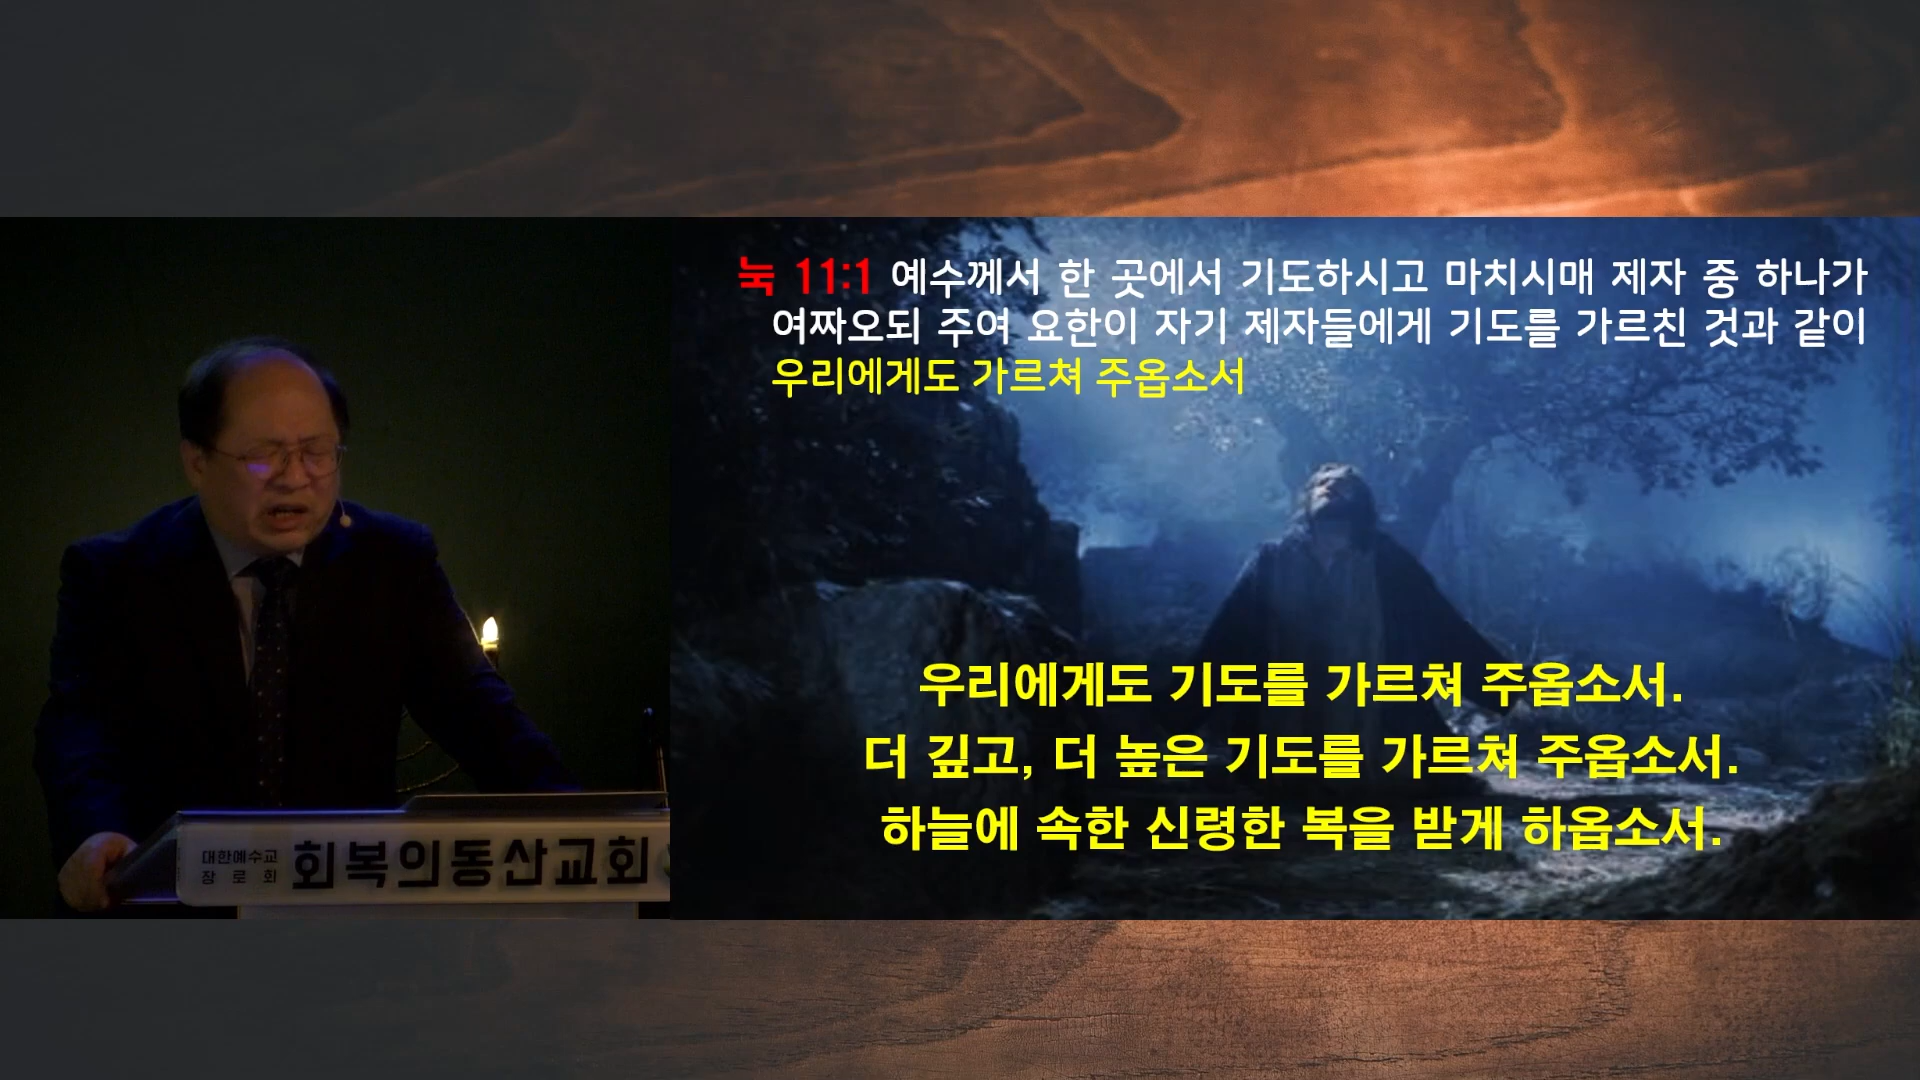 눅 11:1 예수께서 한 곳에서 기도하시고 마치시매 제자 중 하나가
여짜오되 주여 요한이 자기 제자들에게 기도를 가르친 것과 같이
우리에게도 가르쳐 주옵소서
우리에게도 기도를 가르쳐 주옵소서.
더 깊고, 더 높은 기도를 가르쳐 주옵소서.
하늘에 속한 신령한 복을 받게 하옵소서.
대한예수교
장로회
회복의동산교회